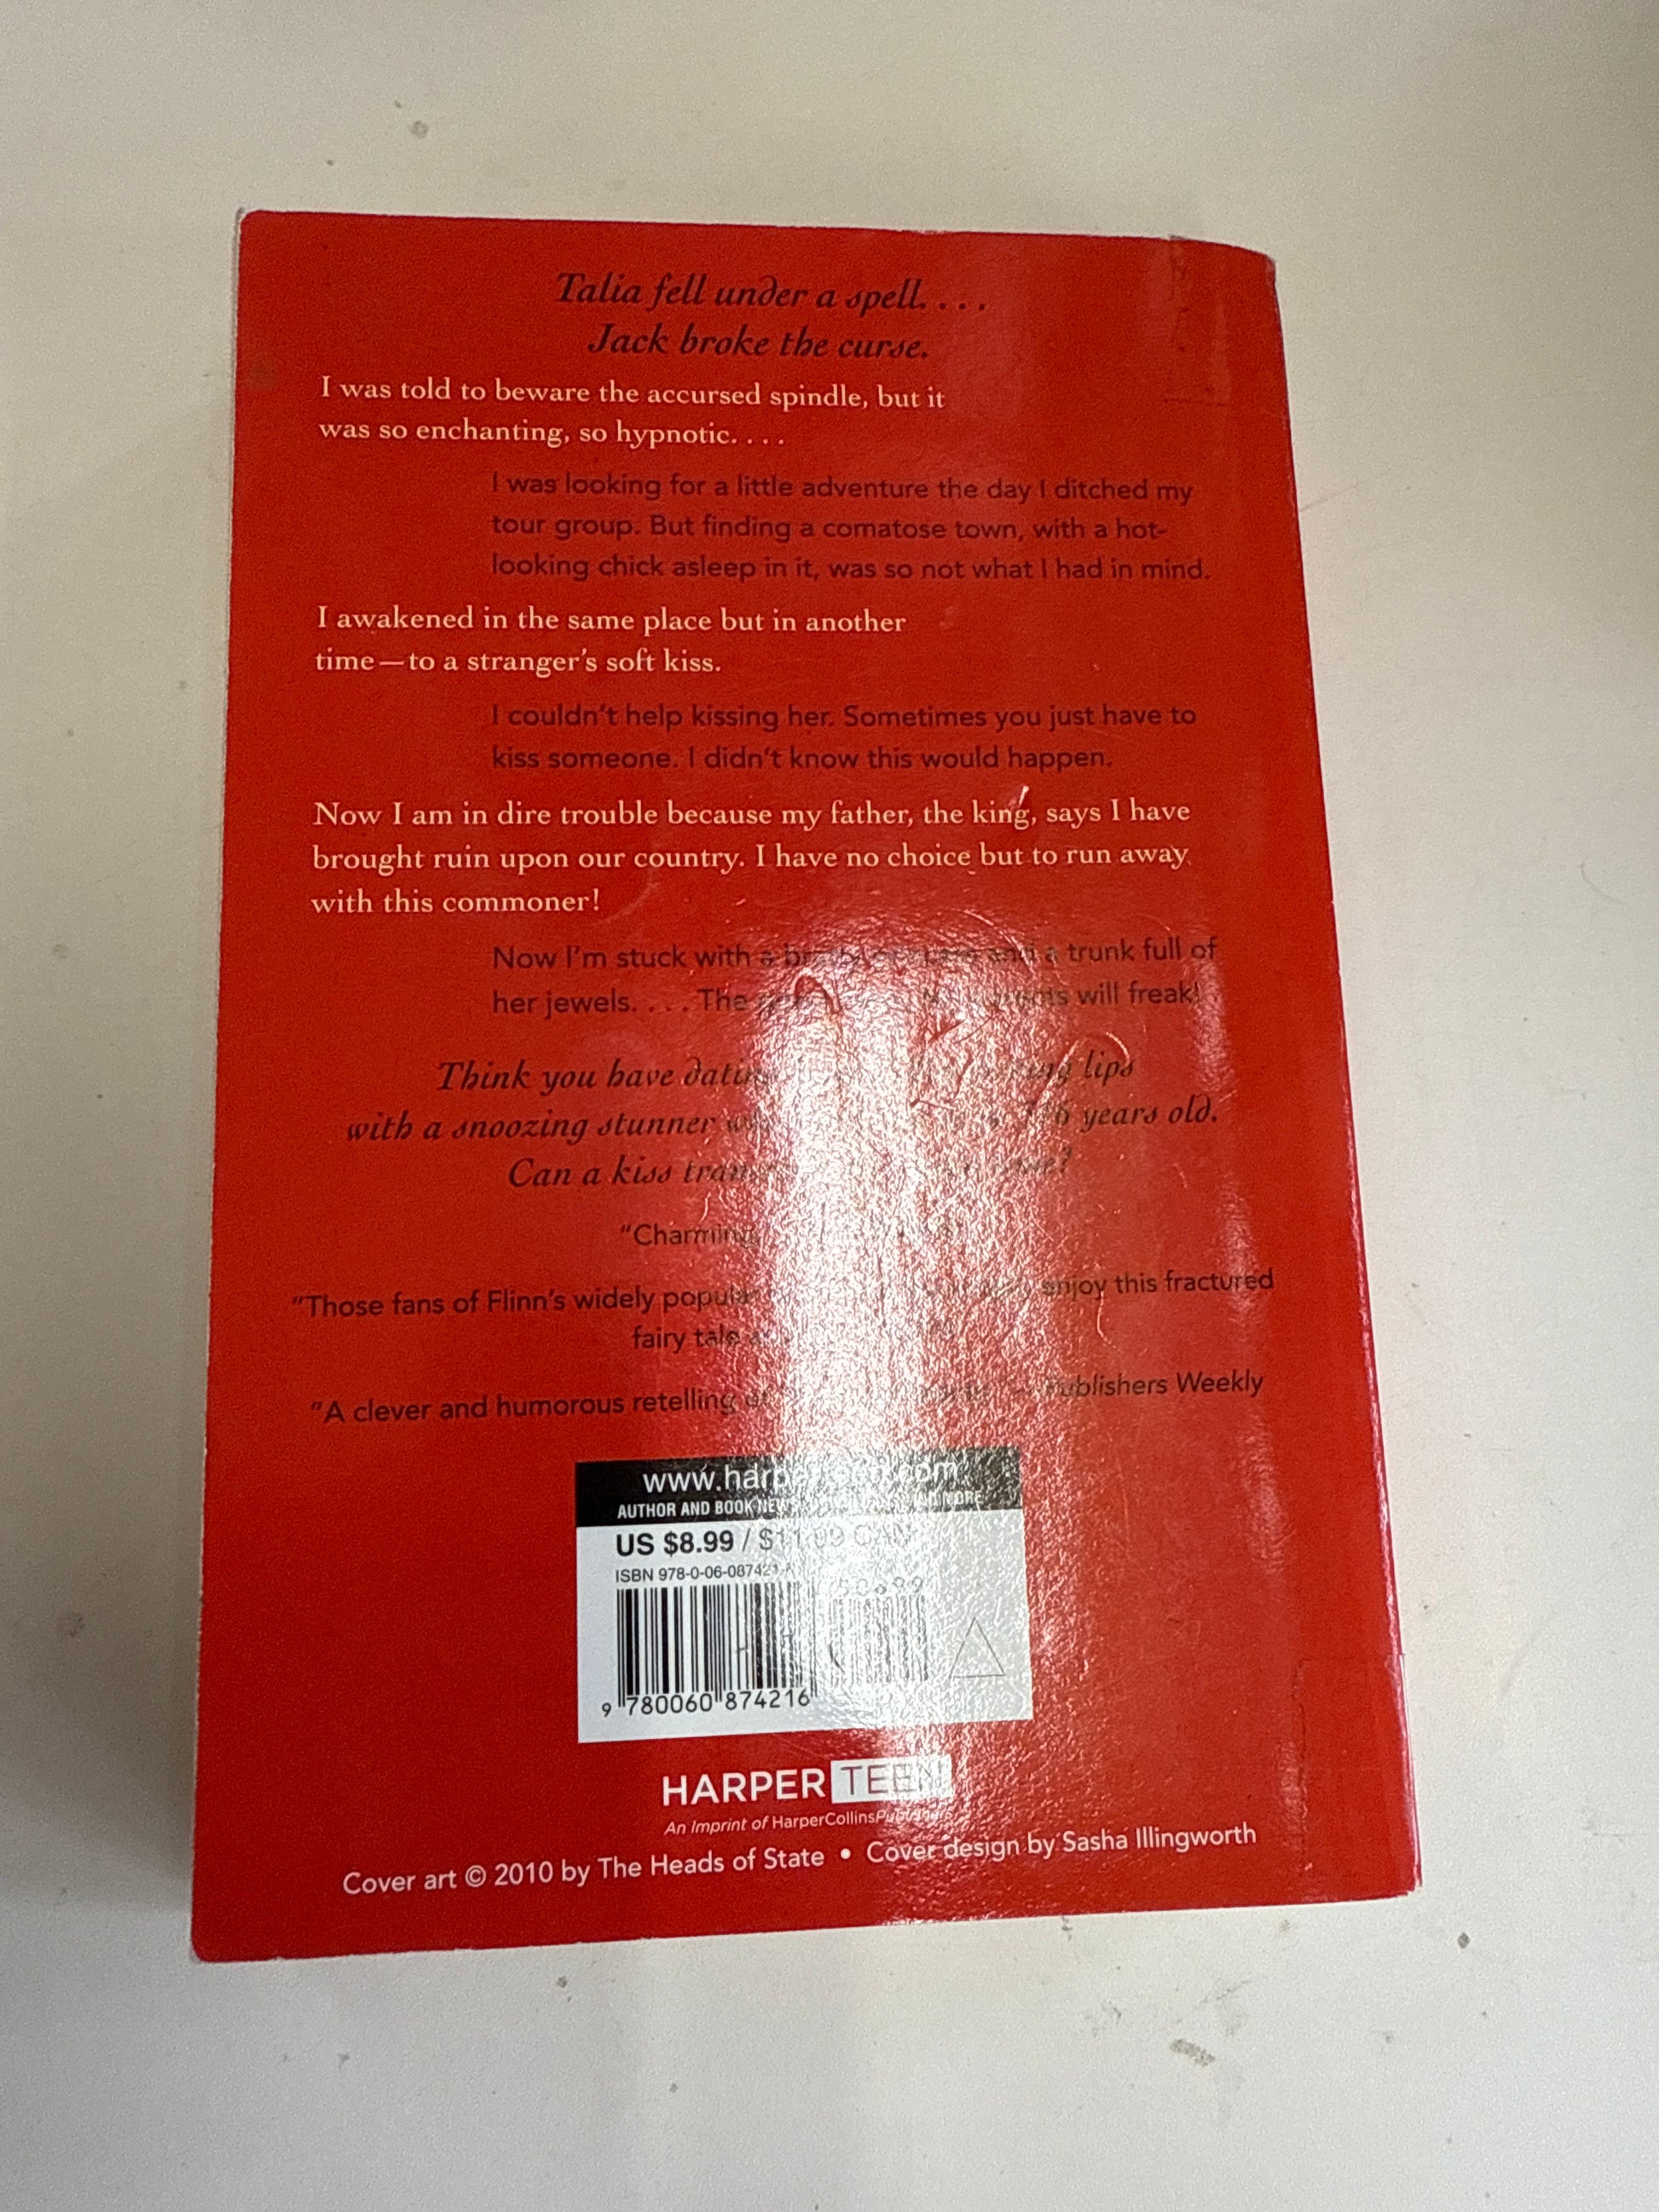 Talia fell under a spell. . . .
Jack broke the curse.
I was told to beware the accursed spindle, but it
was so enchanting, so hypnotic. . . .
I was looking for a little adventure the day I ditched my
tour group. But finding a comatose town, with a hot-
looking chick asleep in it, was so not what I had in mind.
I awakened in the same place but in another
time—to a stranger's soft kiss.
I couldn't help kissing her. Sometimes you just have to
kiss someone. I didn't know this would happen.
Now I am in dire trouble because my father, the king, says I have
brought ruin upon our country. I have no choice but to run away
with this commoner!
Now I'm stuck with a and a trunk full of
her jewels. . . . The will freak!
Think you have lips
with a snoozing stunner years old.
Can a kiss
"Charming
"Those fans of Flinn's widely enjoy this fractured
fairy tale
"A clever and humorous retelling Publishers Weekly
AUTHOR AND BOOK NEWS
US $8.99 / $11.99 CAN
ISBN 978-0-06-087421-
9 780060 874216
HARPER TEEN
An Imprint of HarperCollinsPublishers
Cover art © 2010 by The Heads of State • Cover design by Sasha Illingworth